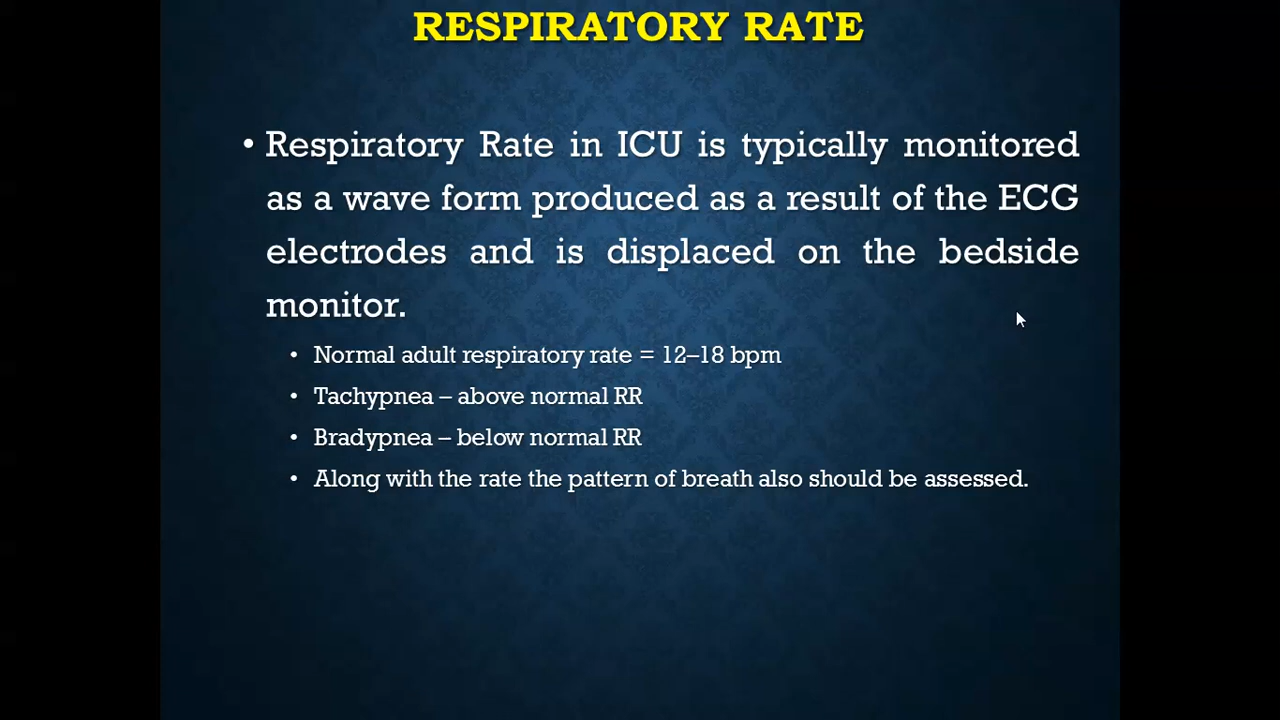 RESPIRATORY RATE
• Respiratory Rate in ICU is typically monitored
as a wave form produced as a result of the ECG
electrodes and is displaced on the bedside
monitor.
• Normal adult respiratory rate = 12–18 bpm
• Tachypnea – above normal RR
• Bradypnea – below normal RR
• Along with the rate the pattern of breath also should be assessed.